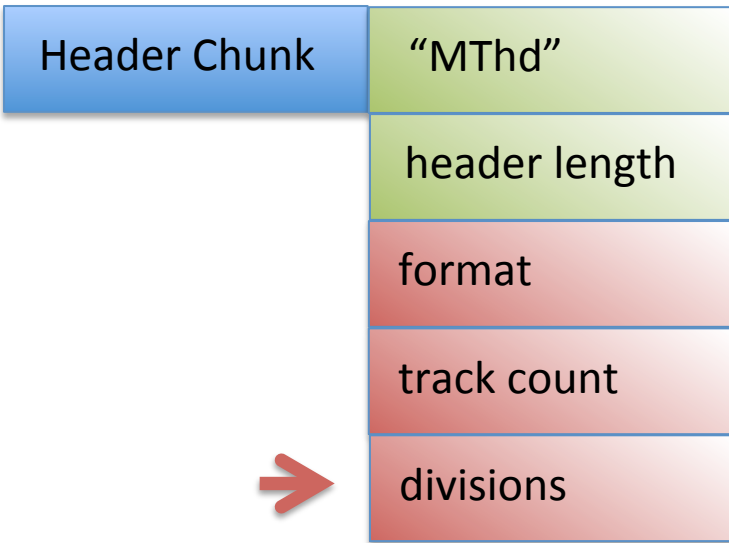 Header Chunk
“MThd”
header length
format
track count
divisions